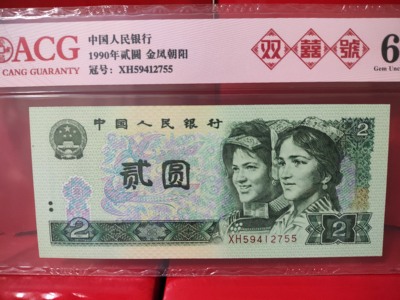 ACG
CANG GUARANTY
中国人民银行
1990年贰圆 金凤朝阳
冠号：XH59412755
双囍號
6
Gem Unc
中国人民银行
贰圆
2
2
XH59412755